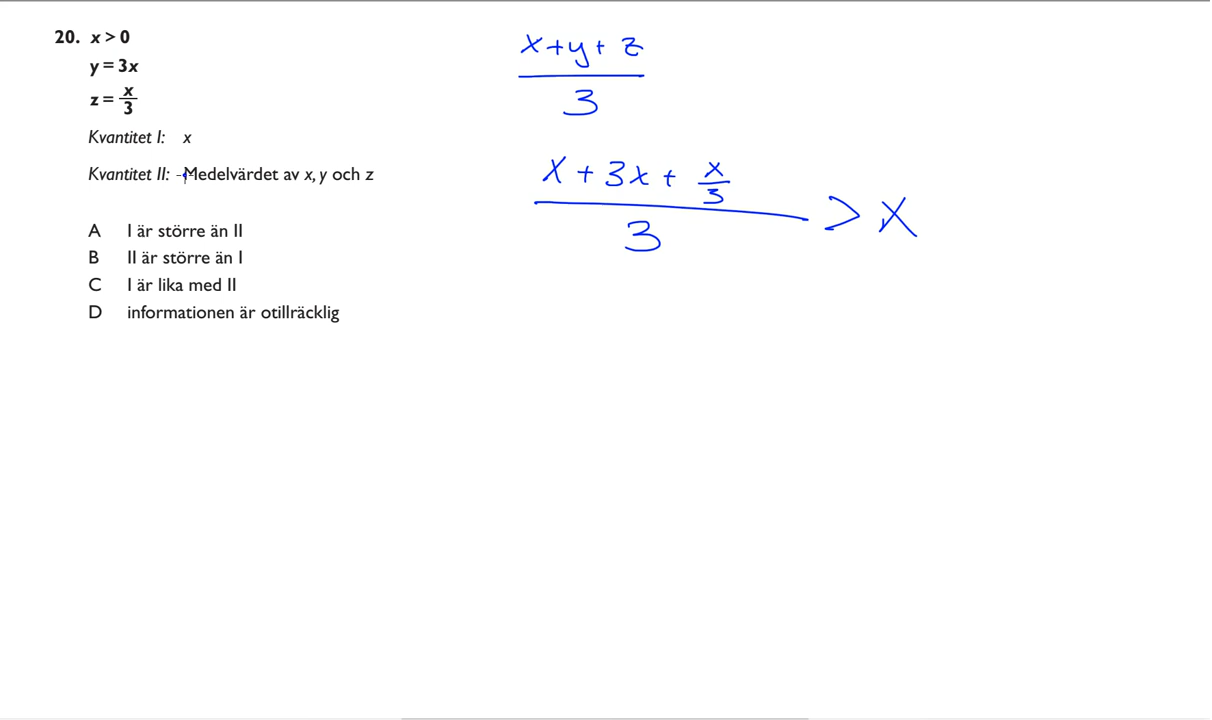 20. x > 0
y = 3x
z = x/3
Kvantitet I: x
Kvantitet II: Medelvärdet av x, y och z
A I är större än II
B II är större än I
C I är lika med II
D informationen är otillräcklig
x + y + z
3
x + 3x + x/3
3
> x